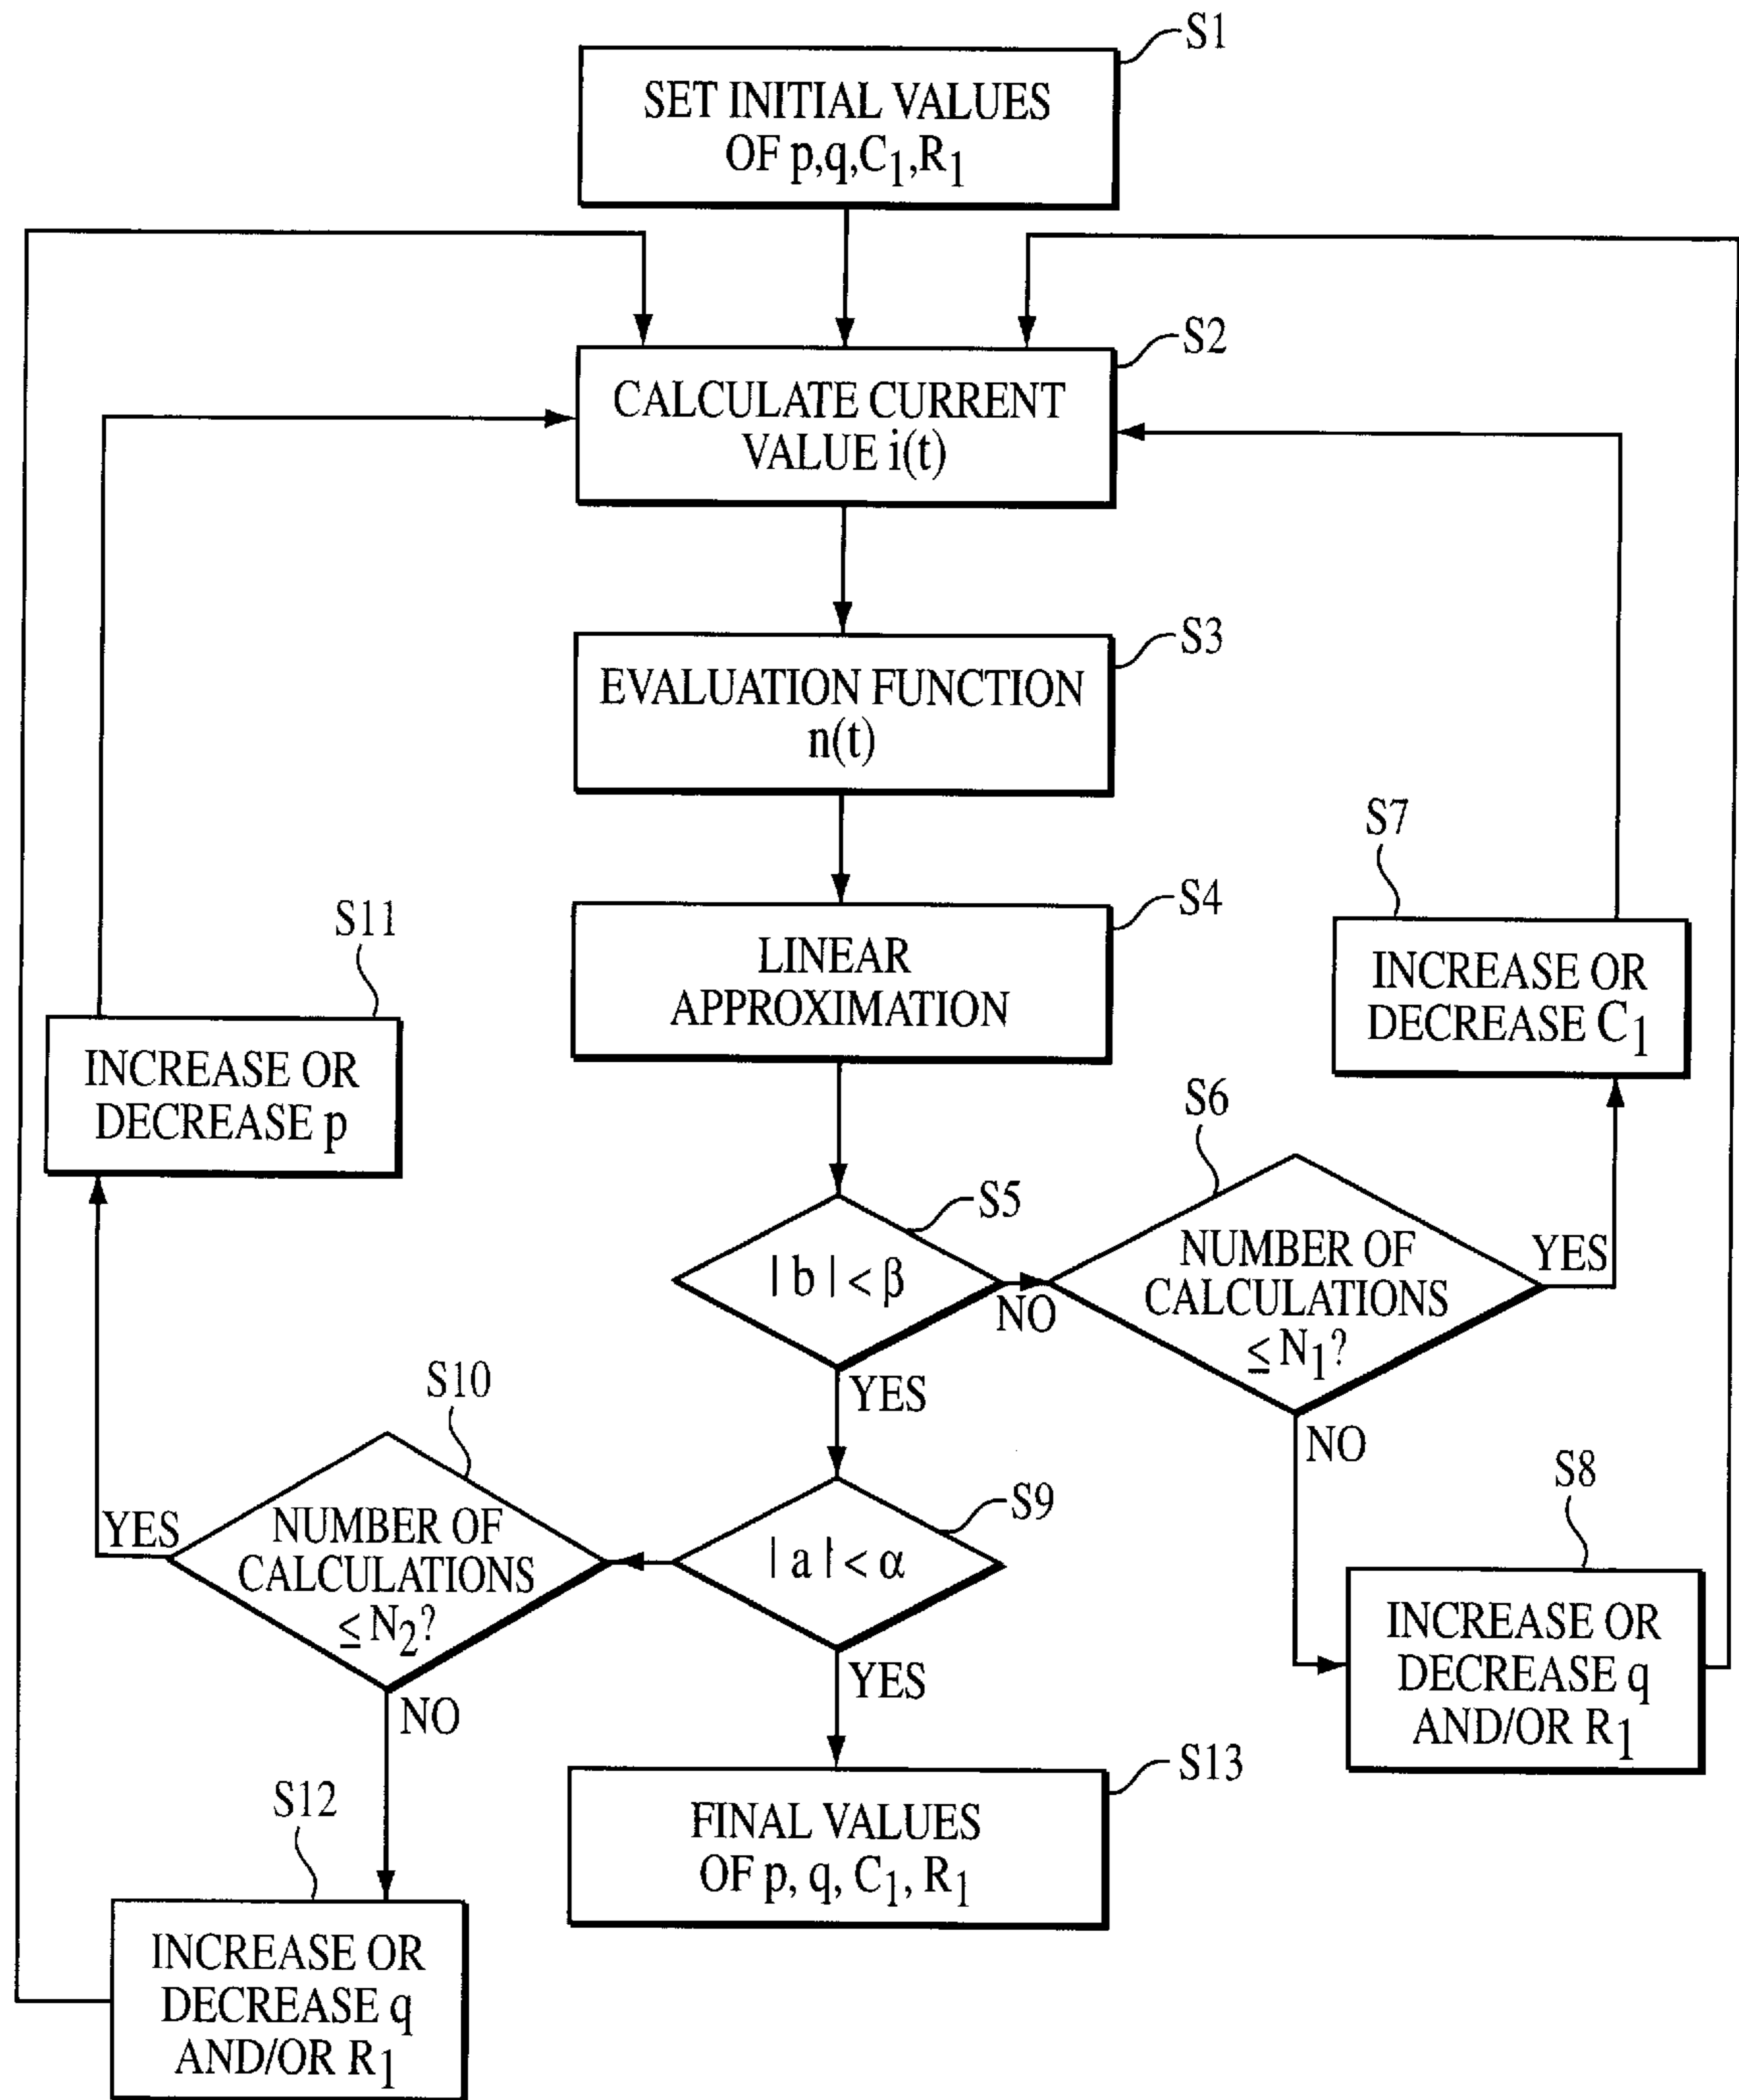 S1
SET INITIAL VALUES
OF p,q,C₁,R₁
S2
CALCULATE CURRENT
VALUE i(t)
S3
EVALUATION FUNCTION
n(t)
S4
LINEAR
APPROXIMATION
S5
| b | < β
NO
YES
S6
NUMBER OF
CALCULATIONS
≤ N₁?
YES
NO
S7
INCREASE OR
DECREASE C₁
S8
INCREASE OR
DECREASE q
AND/OR R₁
S9
| a | < α
YES
S10
NUMBER OF
CALCULATIONS
≤ N₂?
YES
NO
S11
INCREASE OR
DECREASE p
S12
INCREASE OR
DECREASE q
AND/OR R₁
S13
FINAL VALUES
OF p, q, C₁, R₁